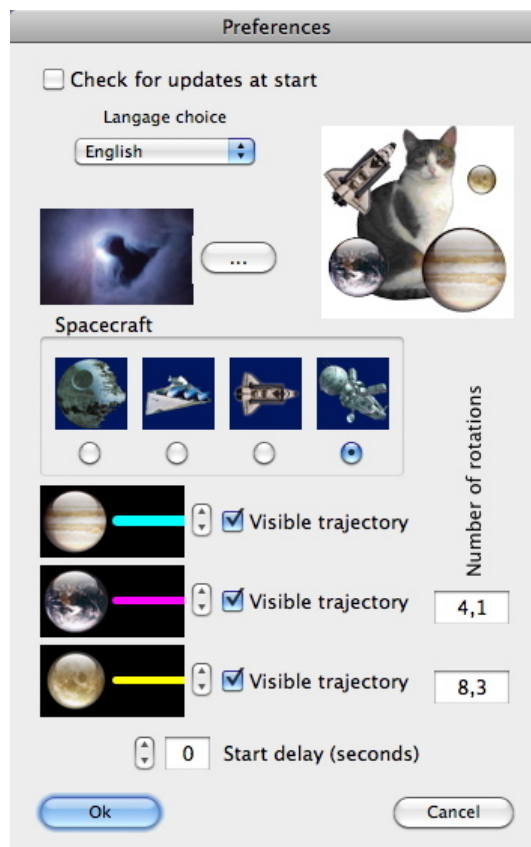 Preferences
Check for updates at start
Langage choice
English
...
Spacecraft
Number of rotations
Visible trajectory
Visible trajectory
4,1
Visible trajectory
8,3
0 Start delay (seconds)
Ok
Cancel